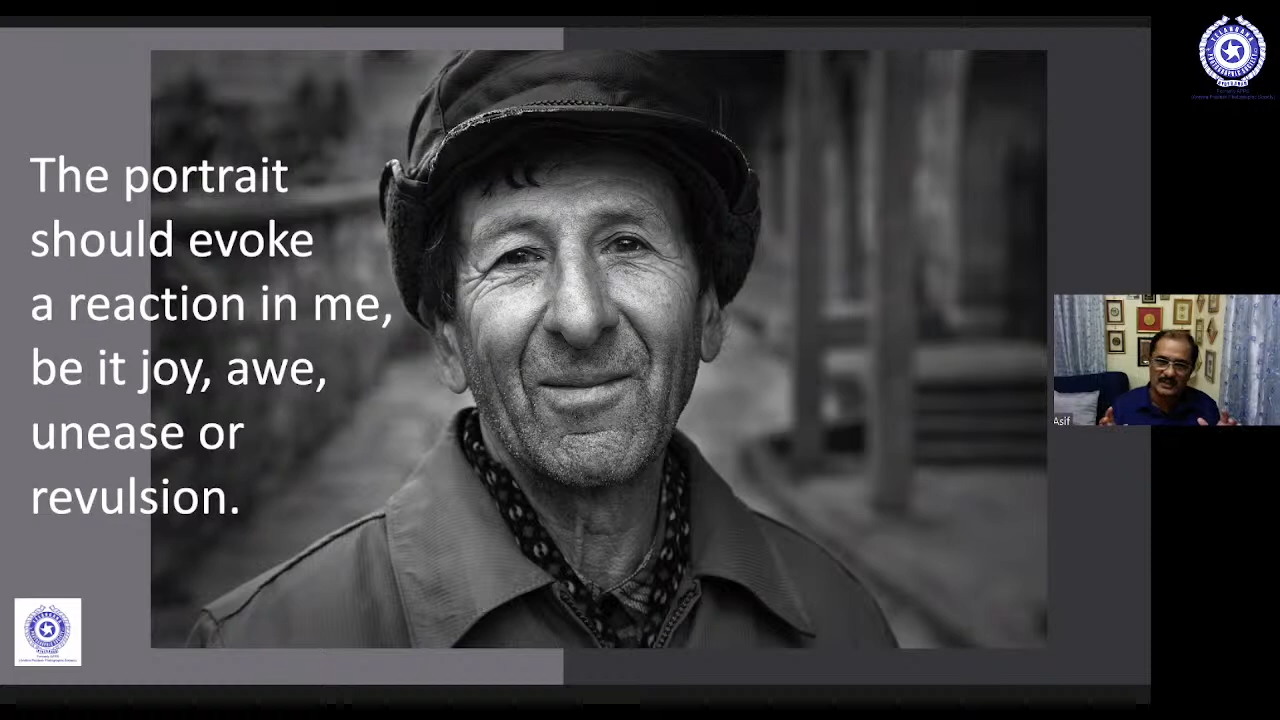 The portrait
should evoke
a reaction in me,
be it joy, awe,
unease or
revulsion.
Asif